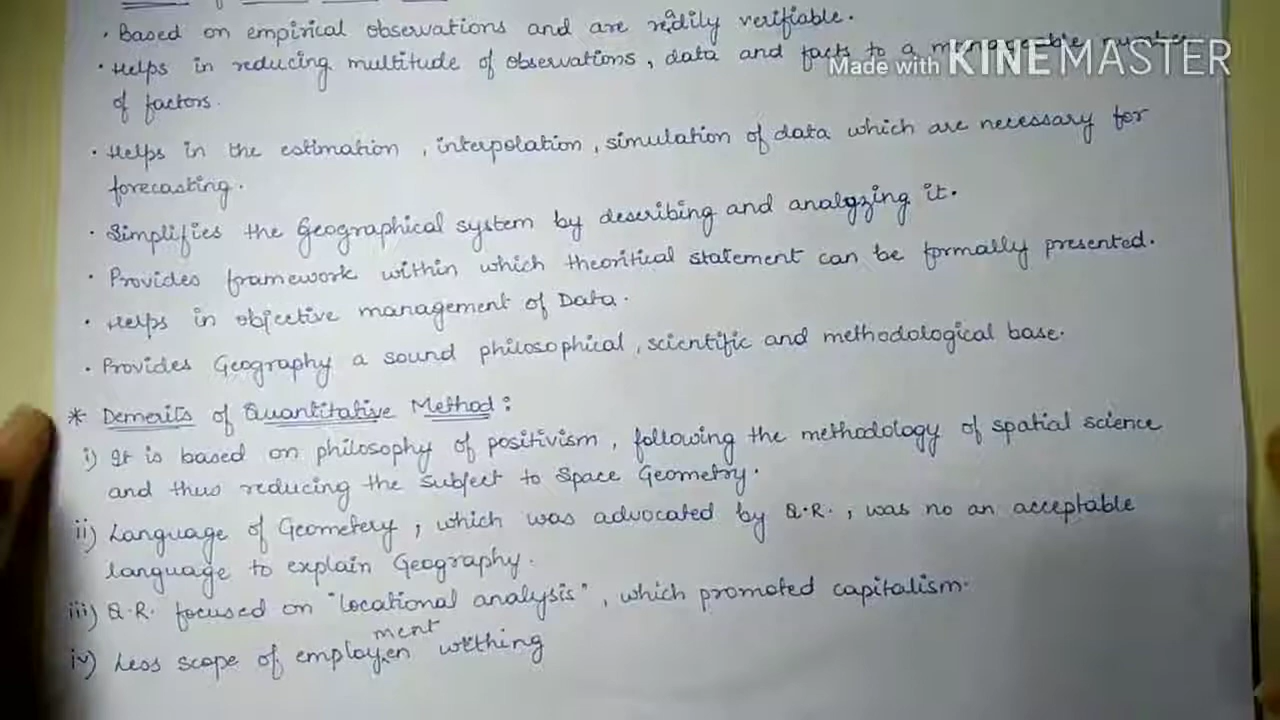 • Based on empirical observations and are redily verifiable.
Made with KINEMASTER
• Helps in reducing multitude of observations, data and facts to a manageable number
of factors.
• Helps in the estimation, interpolation, simulation of data which are necessary for
forecasting.
• Simplifies the Geographical system by describing and analyzing it.
• Provides framework within which theoritical statement can be formally presented.
• Helps in objective management of Data.
• Provides Geography a sound philosophical, scientific and methodological base.
* Demerits of Quantitative Method:
i) It is based on philosophy of positivism, following the methodology of spatial science
and thus reducing the subject to Space Geometry.
ii) Language of Geometery, which was advocated by Q.R., was no an acceptable
language to explain Geography.
iii) Q.R. focused on "locational analysis", which promoted capitalism.
iv) Less scope of employment